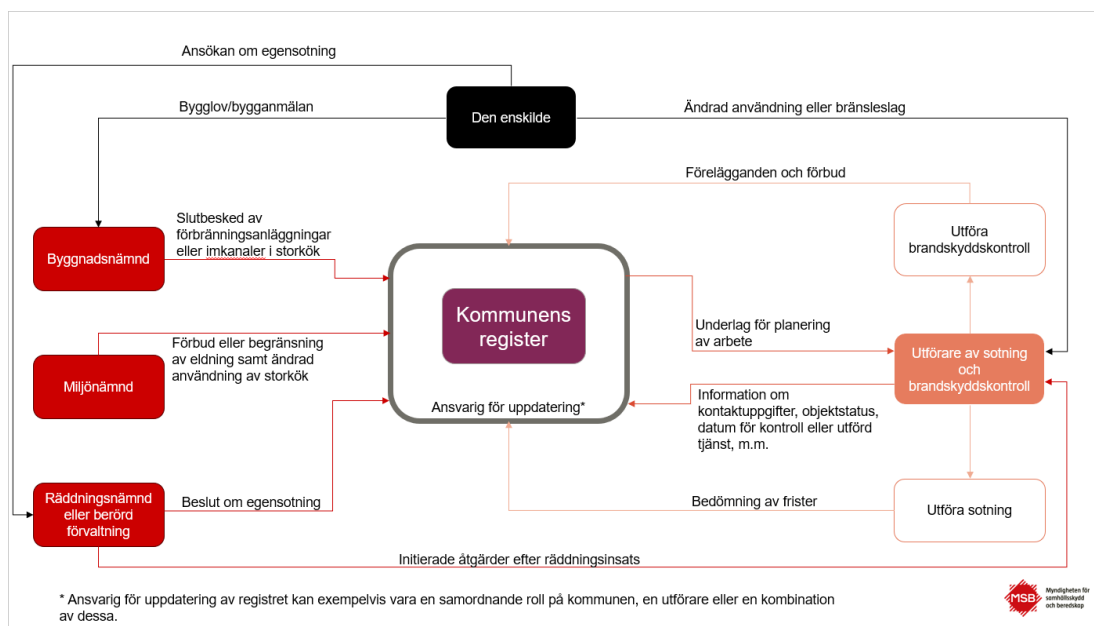 Ansökan om egensotning
Bygglov/bygganmälan
Den enskilde
Ändrad användning eller bränsleslag
Förelägganden och förbud
Byggnadsnämnd
Slutbesked av
förbränningsanläggningar
eller imkanaler i storkök
Utföra
brandskyddskontroll
Kommunens
register
Ansvarig för uppdatering*
Miljönämnd
Förbud eller begränsning
av eldning samt ändrad
användning av storkök
Underlag för planering
av arbete
Utförare av sotning
och
brandskyddskontroll
Information om
kontaktuppgifter, objektstatus,
datum för kontroll eller utförd
tjänst, m.m.
Räddningsnämnd
eller berörd
förvaltning
Beslut om egensotning
Bedömning av frister
Utföra sotning
Initierade åtgärder efter räddningsinsats
* Ansvarig för uppdatering av registret kan exempelvis vara en samordnande roll på kommunen, en utförare eller en kombination
av dessa.
MSB
Myndigheten för
samhällsskydd
och beredskap